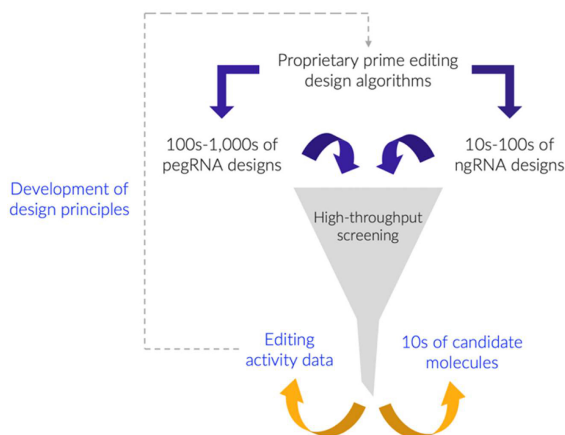 Proprietary prime editing
design algorithms
100s-1,000s of
pegRNA designs
10s-100s of
ngRNA designs
Development of
design principles
High-throughput
screening
Editing
activity data
10s of candidate
molecules